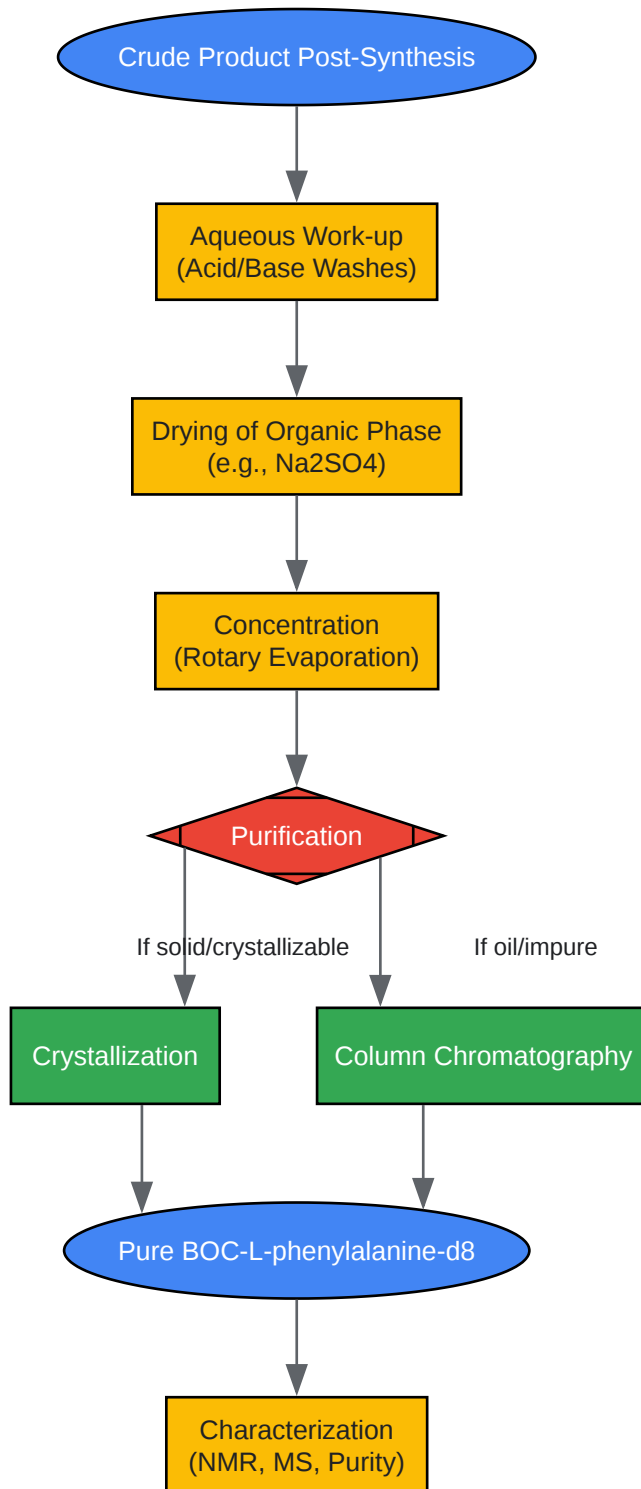 Crude Product Post-Synthesis
Aqueous Work-up
(Acid/Base Washes)
Drying of Organic Phase
(e.g., Na2SO4)
Concentration
(Rotary Evaporation)
Purification
If solid/crystallizable
If oil/impure
Crystallization
Column Chromatography
Pure BOC-L-phenylalanine-d8
Characterization
(NMR, MS, Purity)